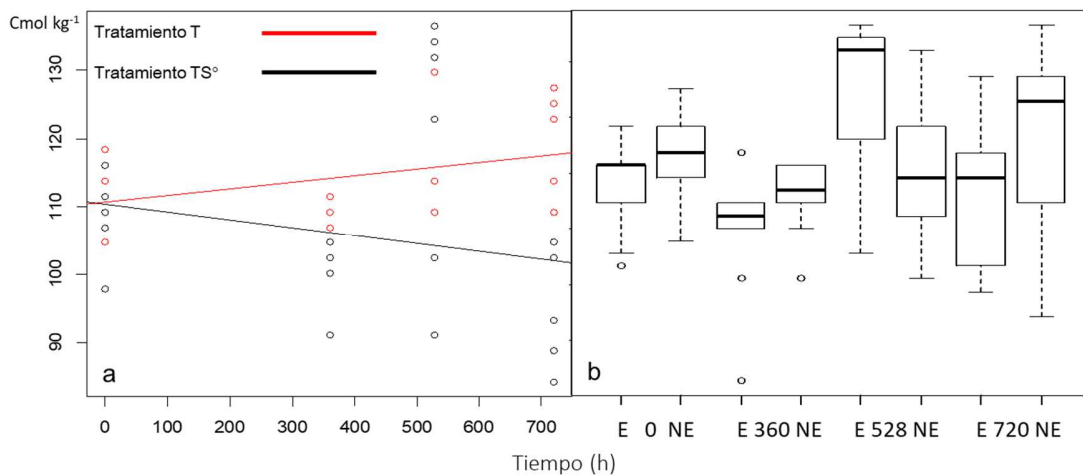 Cmol kg⁻¹
Tratamiento T
Tratamiento TS°
130
120
110
100
90
a
b
0 100 200 300 400 500 600 700
E 0 NE E 360 NE E 528 NE E 720 NE
Tiempo (h)